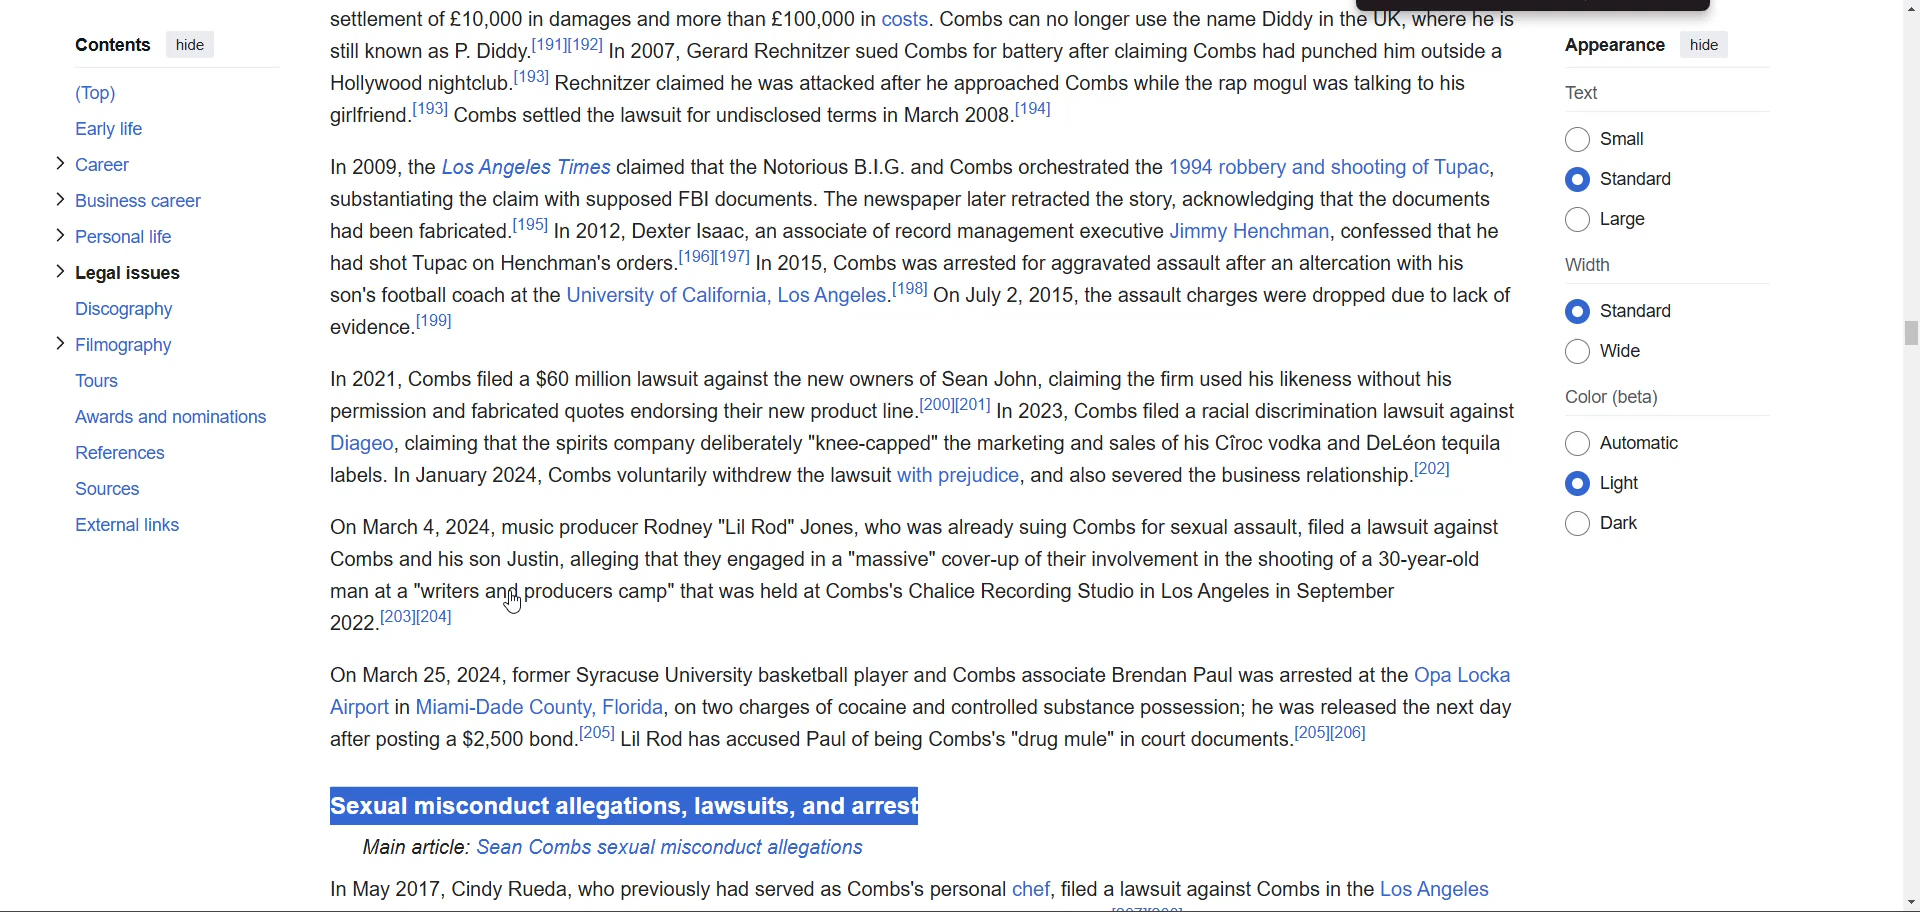 settlement of £10,000 in damages and more than £100,000 in costs. Combs can no longer use the name Diddy in the UK, where he is
still known as P. Diddy.[191][192] In 2007, Gerard Rechnitzer sued Combs for battery after claiming Combs had punched him outside a
Hollywood nightclub.[193] Rechnitzer claimed he was attacked after he approached Combs while the rap mogul was talking to his
girlfriend.[193] Combs settled the lawsuit for undisclosed terms in March 2008.[194]
In 2009, the Los Angeles Times claimed that the Notorious B.I.G. and Combs orchestrated the 1994 robbery and shooting of Tupac,
substantiating the claim with supposed FBI documents. The newspaper later retracted the story, acknowledging that the documents
had been fabricated.[195] In 2012, Dexter Isaac, an associate of record management executive Jimmy Henchman, confessed that he
had shot Tupac on Henchman's orders.[196][197] In 2015, Combs was arrested for aggravated assault after an altercation with his
son's football coach at the University of California, Los Angeles.[198] On July 2, 2015, the assault charges were dropped due to lack of
evidence.[199]
In 2021, Combs filed a $60 million lawsuit against the new owners of Sean John, claiming the firm used his likeness without his
permission and fabricated quotes endorsing their new product line.[200][201] In 2023, Combs filed a racial discrimination lawsuit against
Diageo, claiming that the spirits company deliberately "knee-capped" the marketing and sales of his Cîroc vodka and DeLéon tequila
labels. In January 2024, Combs voluntarily withdrew the lawsuit with prejudice, and also severed the business relationship.[202]
On March 4, 2024, music producer Rodney "Lil Rod" Jones, who was already suing Combs for sexual assault, filed a lawsuit against
Combs and his son Justin, alleging that they engaged in a "massive" cover-up of their involvement in the shooting of a 30-year-old
man at a "writers and producers camp" that was held at Combs's Chalice Recording Studio in Los Angeles in September
2022.[203][204]
On March 25, 2024, former Syracuse University basketball player and Combs associate Brendan Paul was arrested at the Opa Locka
Airport in Miami-Dade County, Florida, on two charges of cocaine and controlled substance possession; he was released the next day
after posting a $2,500 bond.[205] Lil Rod has accused Paul of being Combs's "drug mule" in court documents.[205][206]
Sexual misconduct allegations, lawsuits, and arrest
Main article: Sean Combs sexual misconduct allegations
In May 2017, Cindy Rueda, who previously had served as Combs's personal chef, filed a lawsuit against Combs in the Los Angeles
Contents hide
(Top)
Early life
Career
Business career
Personal life
Legal issues
Discography
Filmography
Tours
Awards and nominations
References
Sources
External links
Appearance hide
Text
Small
Standard
Large
Width
Standard
Wide
Color (beta)
Automatic
Light
Dark